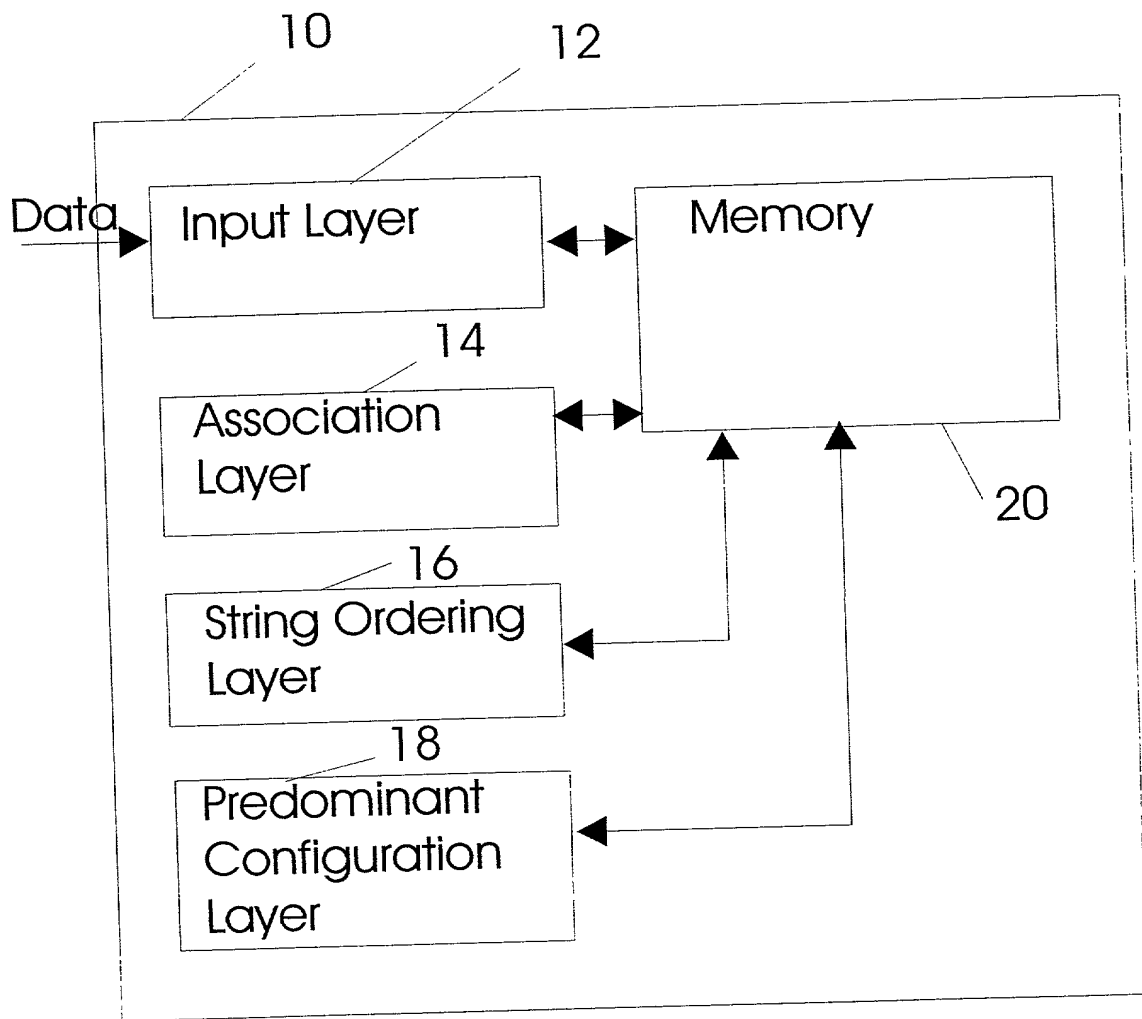 10
12
Data
Input Layer
Memory
14
Association
Layer
20
16
String Ordering
Layer
18
Predominant
Configuration
Layer